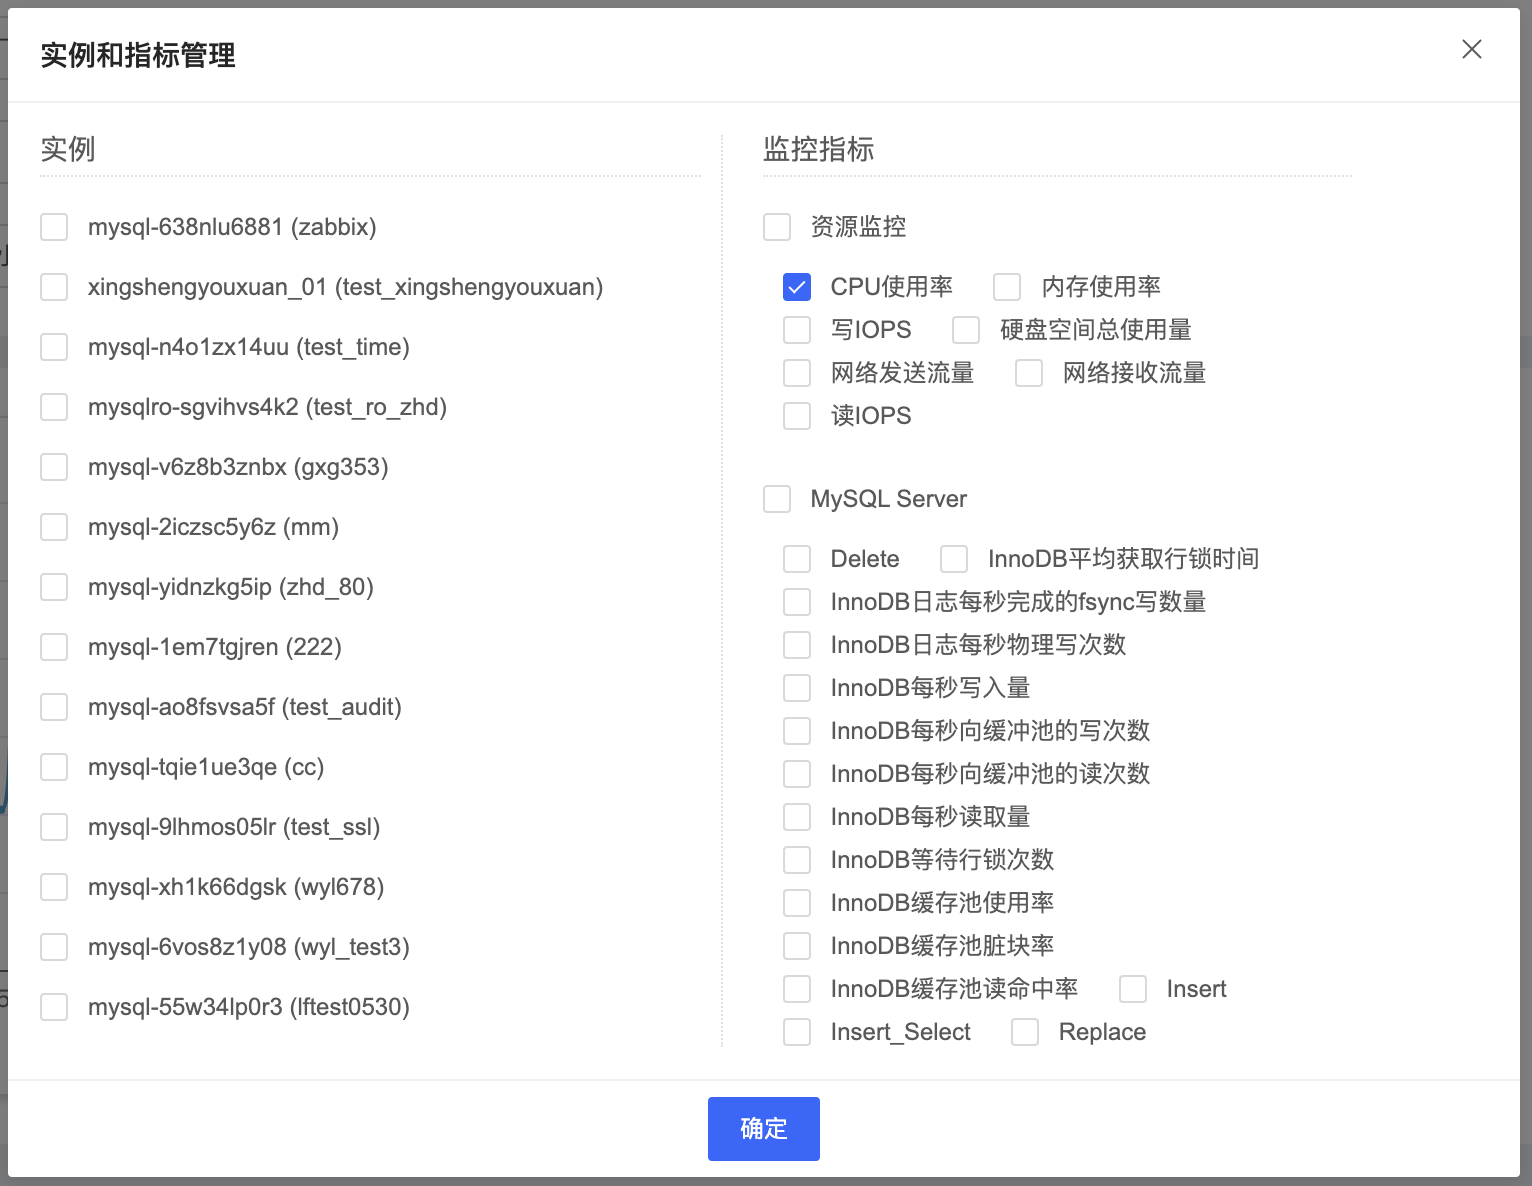 实例和指标管理
实例
mysql-638nlu6881 (zabbix)
xingshengyouxuan_01 (test_xingshengyouxuan)
mysql-n4o1zx14uu (test_time)
mysqlro-sgvihvs4k2 (test_ro_zhd)
mysql-v6z8b3znbx (gxg353)
mysql-2iczsc5y6z (mm)
mysql-yidnzkg5ip (zhd_80)
mysql-1em7tgjren (222)
mysql-ao8fsvsa5f (test_audit)
mysql-tqie1ue3qe (cc)
mysql-9lhmos05lr (test_ssl)
mysql-xh1k66dgsk (wyl678)
mysql-6vos8z1y08 (wyl_test3)
mysql-55w34lp0r3 (lftest0530)
监控指标
资源监控
CPU使用率 内存使用率
写IOPS 硬盘空间总使用量
网络发送流量 网络接收流量
读IOPS
MySQL Server
Delete InnoDB平均获取行锁时间
InnoDB日志每秒完成的fsync写数量
InnoDB日志每秒物理写次数
InnoDB每秒写入量
InnoDB每秒向缓冲池的写次数
InnoDB每秒向缓冲池的读次数
InnoDB每秒读取量
InnoDB等待行锁次数
InnoDB缓存池使用率
InnoDB缓存池脏块率
InnoDB缓存池读命中率 Insert
Insert_Select Replace
确定